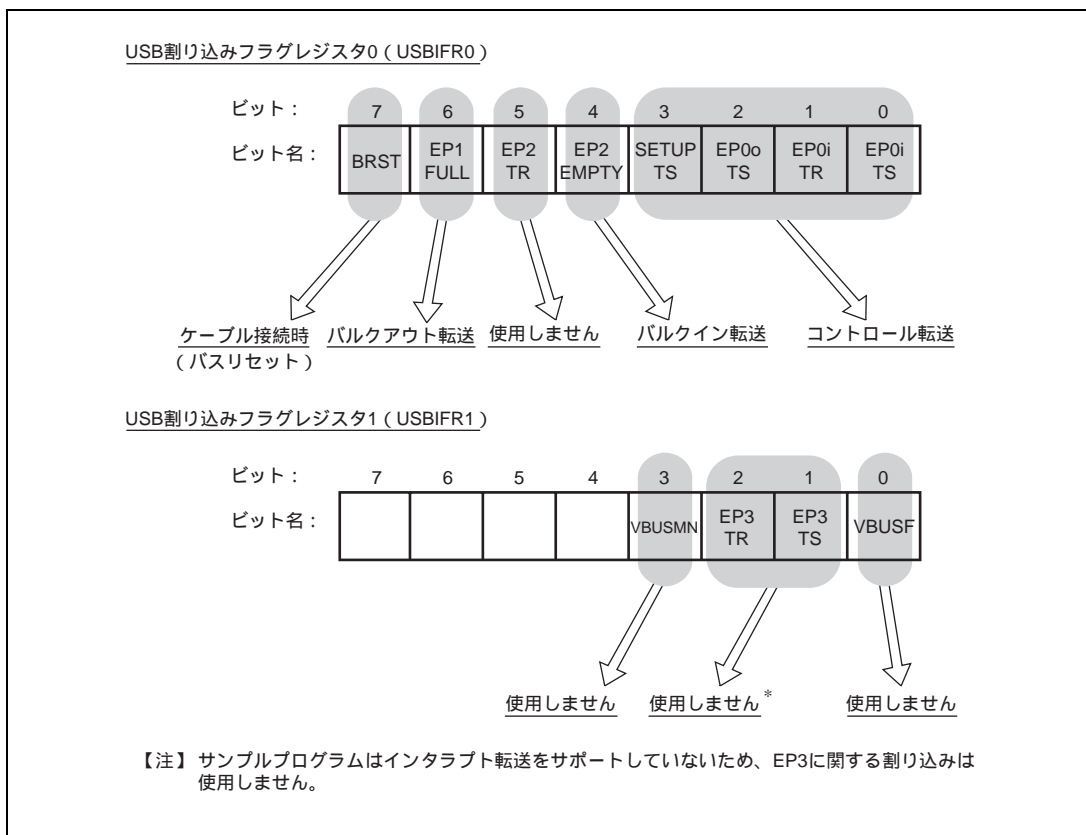 USB割り込みフラグレジスタ0（USBIFR0）
ビット： 7 6 5 4 3 2 1 0
ビット名： BRST EP1 FULL EP2 TR EP2 EMPTY SETUP TS EP0o TS EP0i TR EP0i TS
ケーブル接続時 バルクアウト転送 使用しません バルクイン転送 コントロール転送
（バスリセット）
USB割り込みフラグレジスタ1（USBIFR1）
ビット： 7 6 5 4 3 2 1 0
ビット名： VBUSMN EP3 TR EP3 TS VBUSF
使用しません 使用しません* 使用しません
【注】 サンプルプログラムはインタラプト転送をサポートしていないため、EP3に関する割り込みは
使用しません。